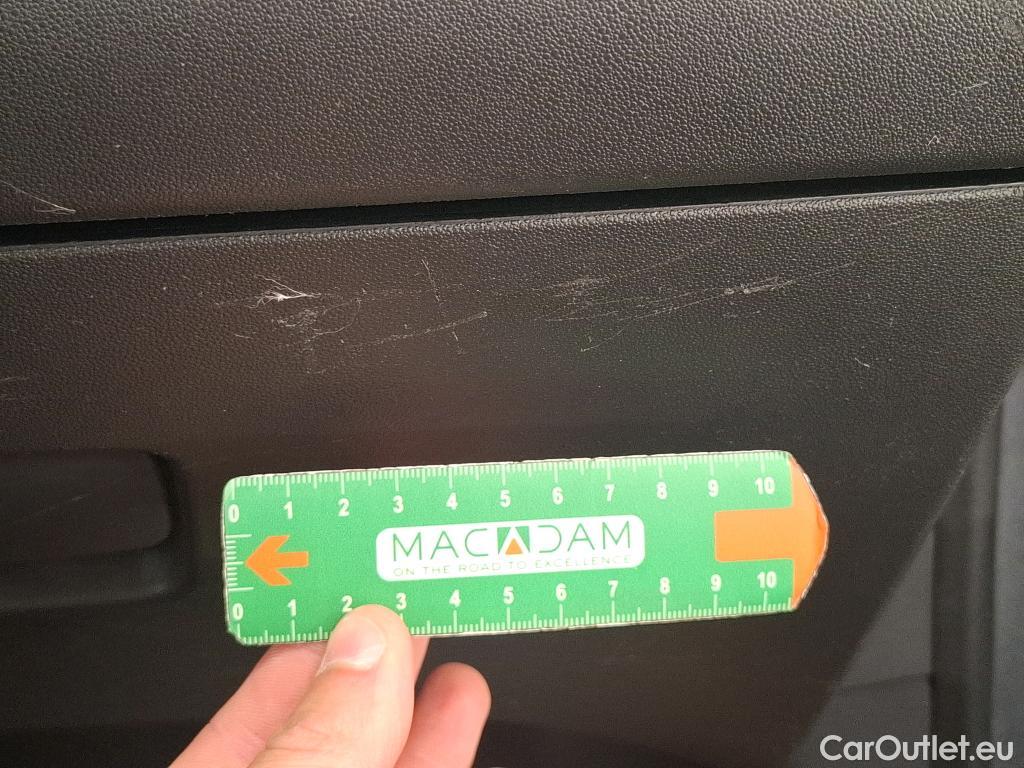 0 1 2 3 4 5 6 7 8 9 10
MACADAM
ON THE ROAD TO EXCELLENCE
0 1 2 3 4 5 6 7 8 9 10
CarOutlet.eu